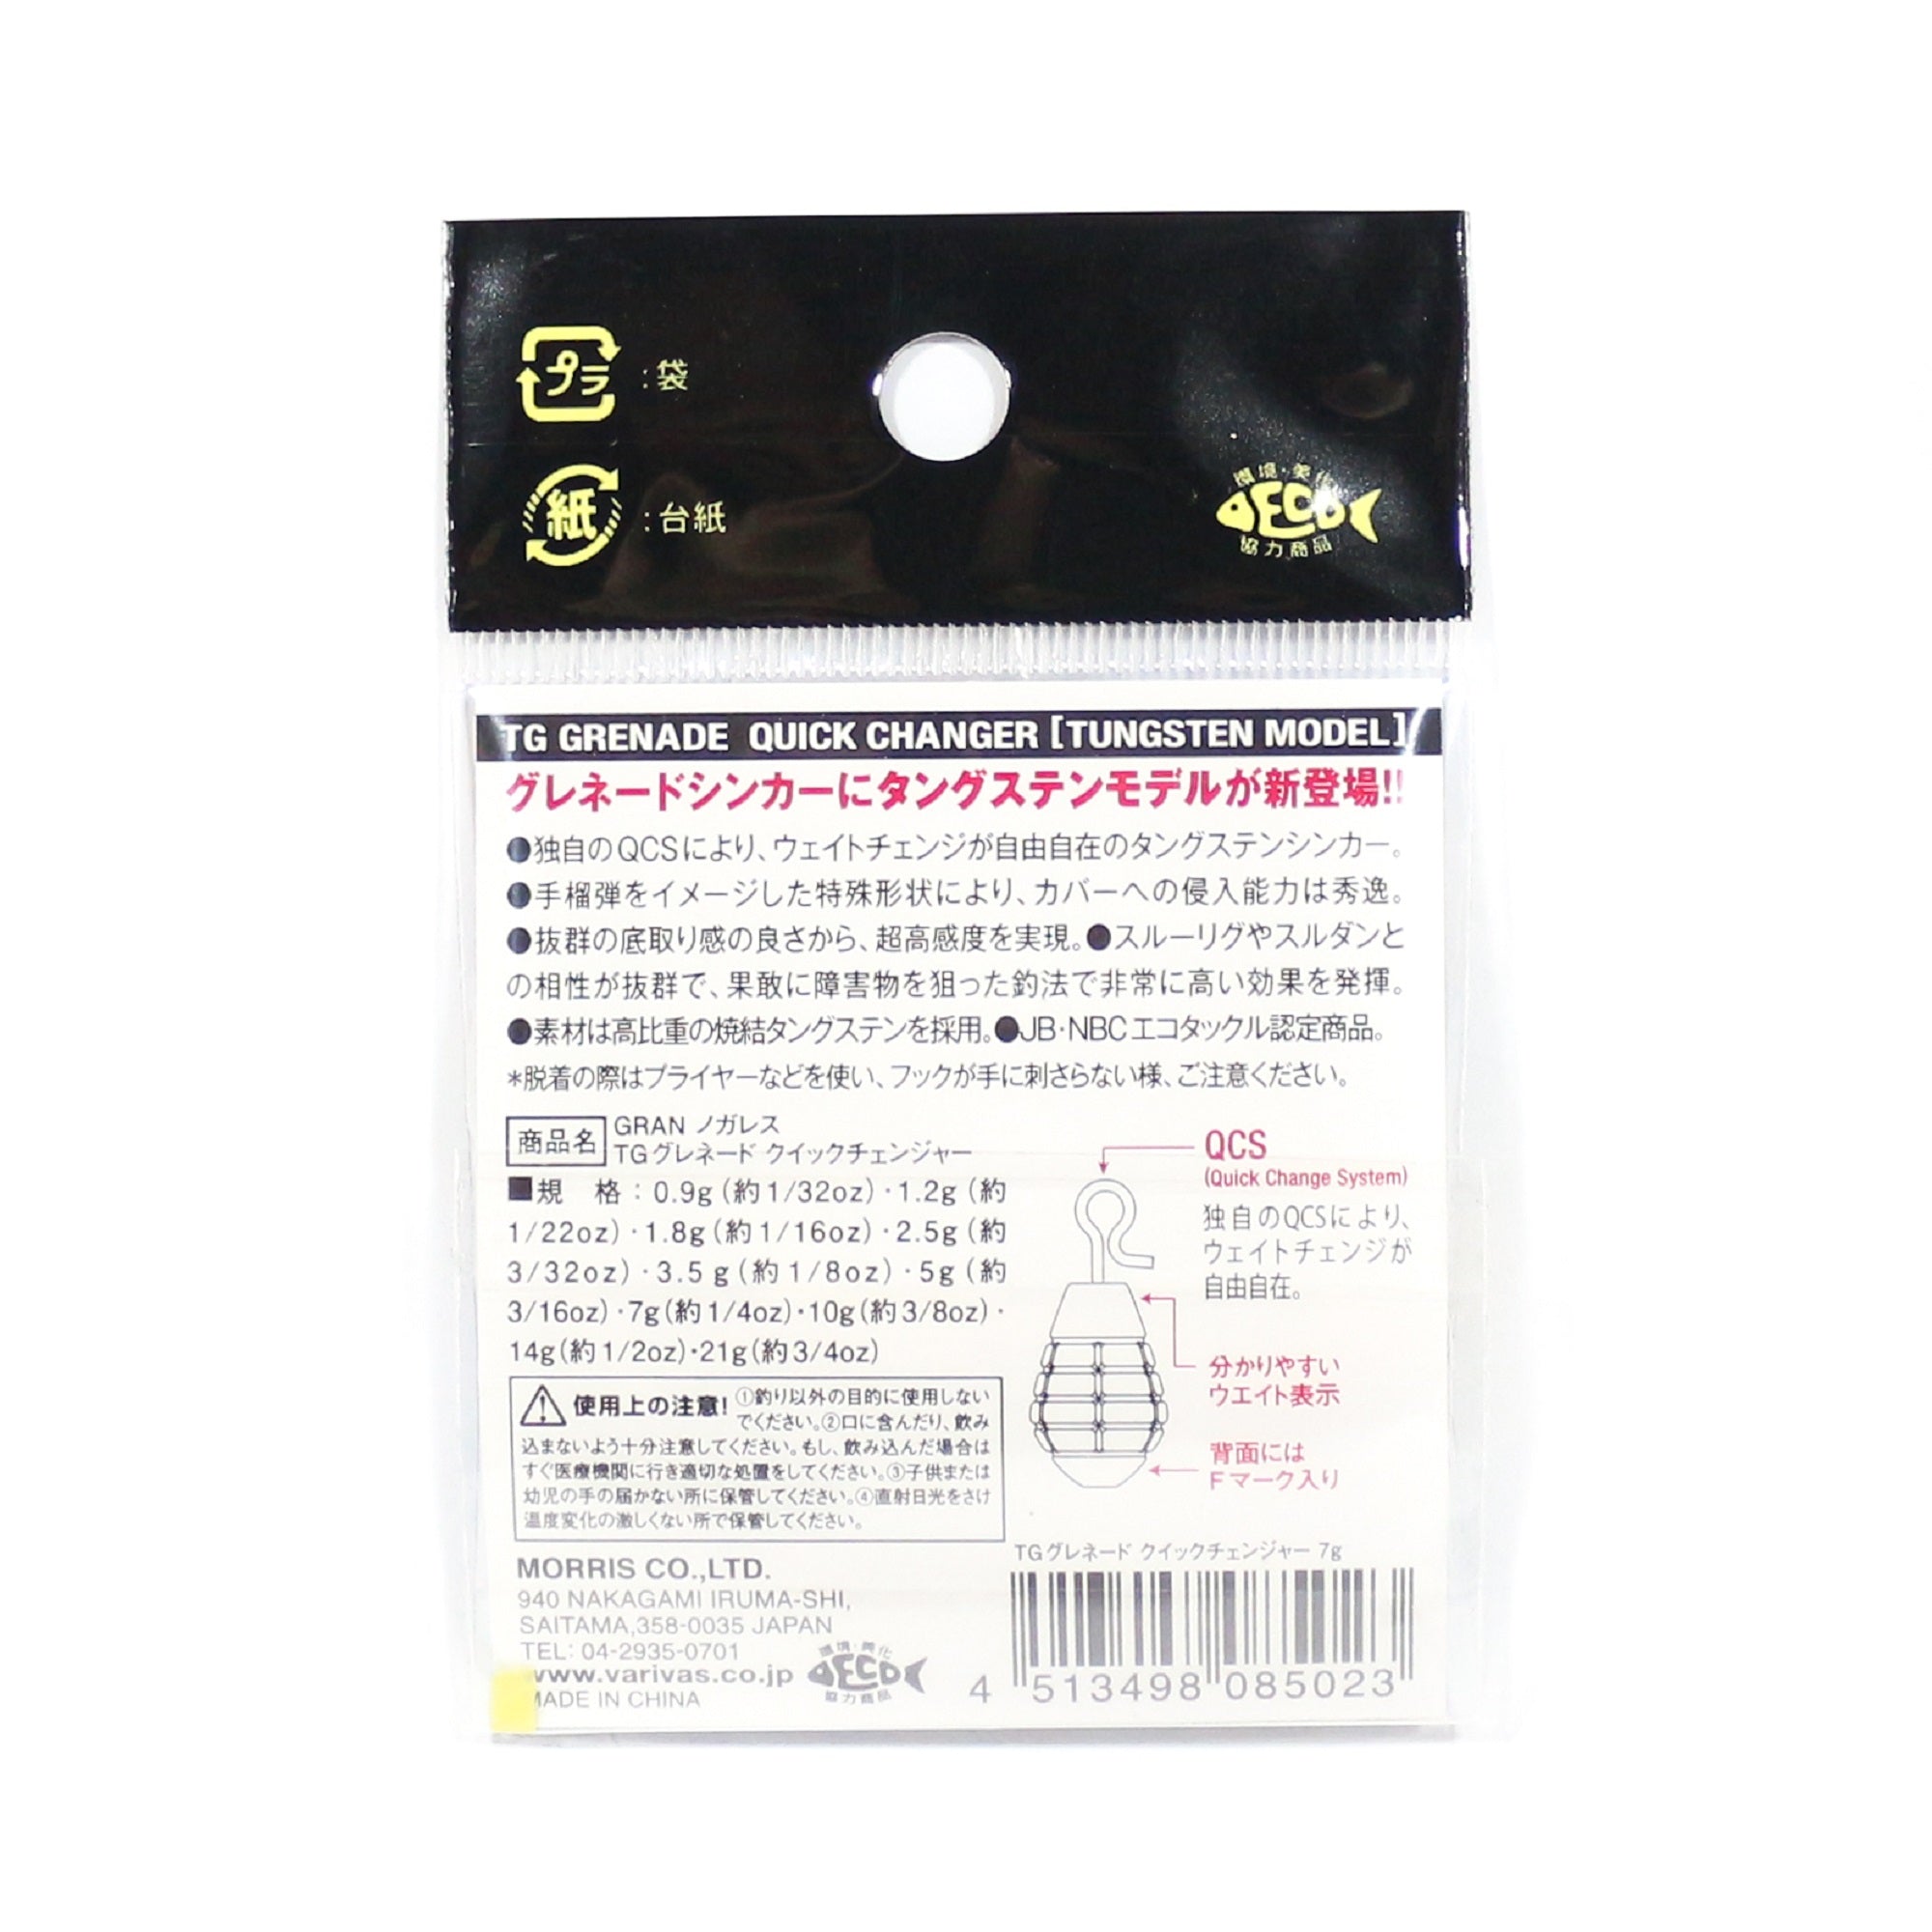 プラ :袋
紙 :台紙
環境・美化
ECO
協力商品
TG GRENADE QUICK CHANGER [TUNGSTEN MODEL]
グレネードシンカーにタングステンモデルが新登場!!
●独自のQCSにより、ウェイトチェンジが自由自在のタングステンシンカー。
●手榴弾をイメージした特殊形状により、カバーへの侵入能力は秀逸。
●抜群の底取り感の良さから、超高感度を実現。●スルーリグやスルダンと
の相性が抜群で、果敢に障害物を狙った釣法で非常に高い効果を発揮。
●素材は高比重の焼結タングステンを採用。●JB・NBCエコタックル認定商品。
*脱着の際はプライヤーなどを使い、フックが手に刺さらない様、ご注意ください。
商品名 GRAN ノガレス
TGグレネード クイックチェンジャー
■規 格:0.9g(約1/32oz)・1.2g(約
1/22oz)・1.8g(約1/16oz)・2.5g(約
3/32oz)・3.5g(約1/8oz)・5g(約
3/16oz)・7g(約1/4oz)・10g(約3/8oz)・
14g(約1/2oz)・21g(約3/4oz)
QCS
(Quick Change System)
独自のQCSにより、
ウェイトチェンジが
自由自在。
分かりやすい
ウエイト表示
背面には
Fマーク入り
使用上の注意! ①釣り以外の目的に使用しない
でください。②口に含んだり、飲み
込まないよう十分注意してください。もし、飲み込んだ場合は
すぐ医療機関に行き適切な処置をしてください。③子供または
幼児の手の届かない所に保管してください。④直射日光をさけ
温度変化の激しくない所で保管してください。
MORRIS CO.,LTD.
940 NAKAGAMI IRUMA-SHI,
SAITAMA,358-0035 JAPAN
TEL: 04-2935-0701
www.varivas.co.jp
MADE IN CHINA
環境・美化
ECO
協力商品
TGグレネード クイックチェンジャー 7g
4 513498 085023